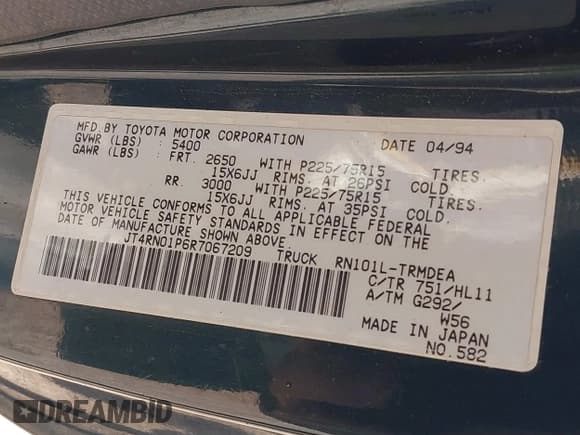 MFD.BY TOYOTA MOTOR CORPORATION DATE 04/94
GVWR (LBS) : 5400
GAWR (LBS) : FRT. 2650 WITH P225/75R15 TIRES.
15X6JJ RIMS. AT 26PSI COLD.
RR. 3000 WITH P225/75R15 TIRES.
15X6JJ RIMS. AT 35PSI COLD.
THIS VEHICLE CONFORMS TO ALL APPLICABLE FEDERAL
MOTOR VEHICLE SAFETY STANDARDS IN EFFECT ON THE
DATE OF MANUFACTURE SHOWN ABOVE.
JT4RN01P6R7067209 TRUCK RN101L-TRMDEA
C/TR 751/HL11
A/TM G292/
W56
MADE IN JAPAN
NO.582
DREAMBID